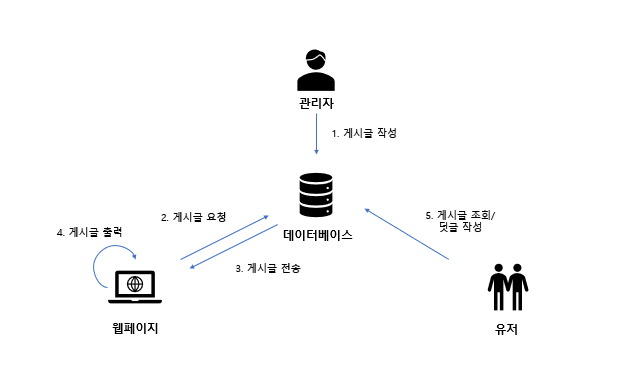 관리자
1. 게시글 작성
데이터베이스
2. 게시글 요청
3. 게시글 전송
4. 게시글 출력
웹페이지
5. 게시글 조회/
덧글 작성
유저